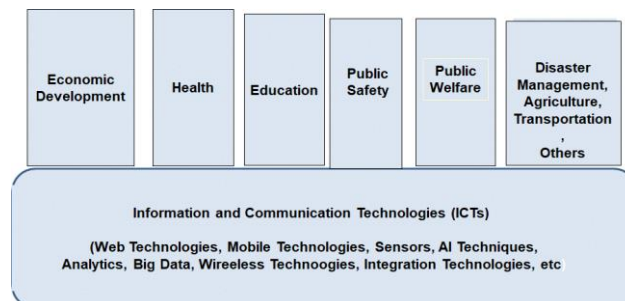 Economic
Development
Health
Education
Public
Safety
Public
Welfare
Disaster
Management,
Agriculture,
Transportation
,
Others
Information and Communication Technologies (ICTs)
(Web Technologies, Mobile Technologies, Sensors, AI Techniques,
Analytics, Big Data, Wireeless Technoogies, Integration Technologies, etc)